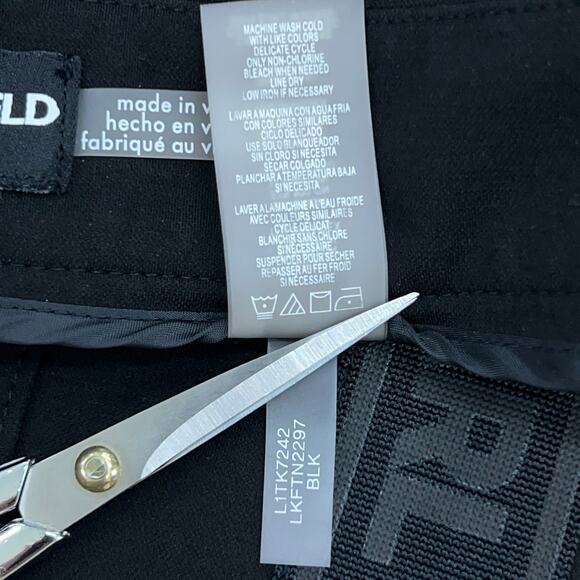 FLD
made in v
hecho en v
fabriqué au v
MACHINE WASH COLD
WITH LIKE COLORS
DELICATE CYCLE
ONLY NON-CHLORINE
BLEACH WHEN NEEDED
LINE DRY
LOW IRON IF NECESSARY
LAVAR A MAQUINA CON AGUA FRIA
CON COLORES SIMILARES
CICLO DELICADO
USE SOLO BLANQUEADOR
SIN CLORO SI NECESITA
SECAR COLGADO
PLANCHAR A TEMPERATURA BAJA
SI NECESITA
LAVER A LA MACHINE A L'EAU FROIDE
AVEC COULEURS SIMILAIRES
CYCLE DELICAT
BLANCHIR SANS CHLORE
SI NÉCESSAIRE
SUSPENDER POUR SÉCHER
REPASSER AU FER FROID
SI NÉCESSAIRE
L1TK7242
LKFTN2297
BLK